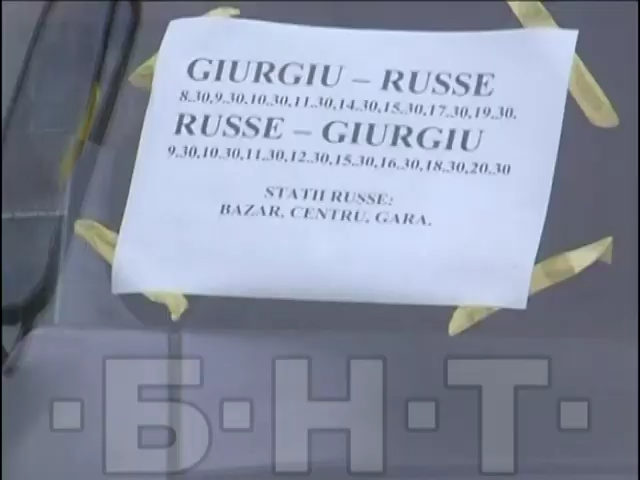 GIURGIU – RUSSE
8.30,9.30,10.30,11.30,14.30,15.30,17.30,19.30.
RUSSE – GIURGIU
9.30,10.30,11.30,12.30,15.30,16.30,18.30,20.30
STATII RUSSE:
BAZAR, CENTRU, GARA.
·Б·Н·Т·